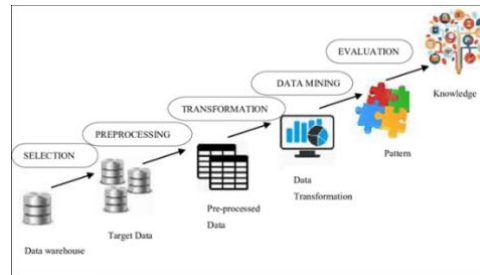 EVALUATION
DATA MINING
Knowledge
TRANSFORMATION
PREPROCESSING
Pattern
SELECTION
Data
Transformation
Pre-processed
Data
Target Data
Data warehouse